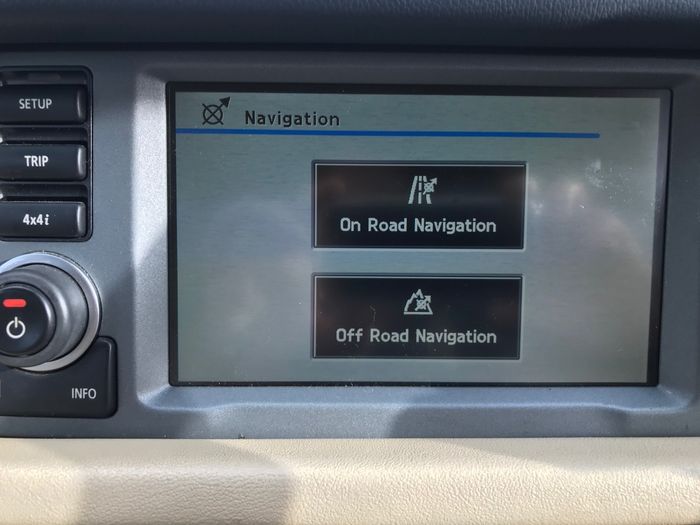 SETUP
TRIP
4x4i
INFO
Navigation
On Road Navigation
Off Road Navigation